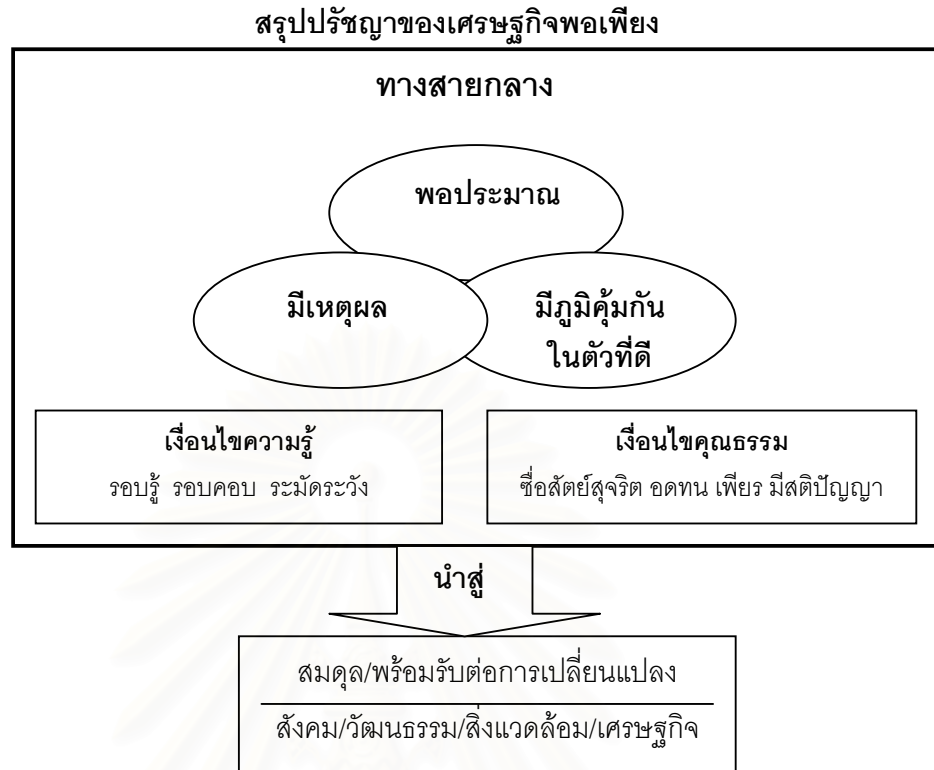 สรุปปรัชญาของเศรษฐกิจพอเพียง
ทางสายกลาง
พอประมาณ
มีเหตุผล
มีภูมิคุ้มกัน
ในตัวที่ดี
เงื่อนไขความรู้
รอบรู้ รอบคอบ ระมัดระวัง
เงื่อนไขคุณธรรม
ซื่อสัตย์สุจริต อดทน เพียร มีสติปัญญา
นำสู่
สมดุล/พร้อมรับต่อการเปลี่ยนแปลง
สังคม/วัฒนธรรม/สิ่งแวดล้อม/เศรษฐกิจ